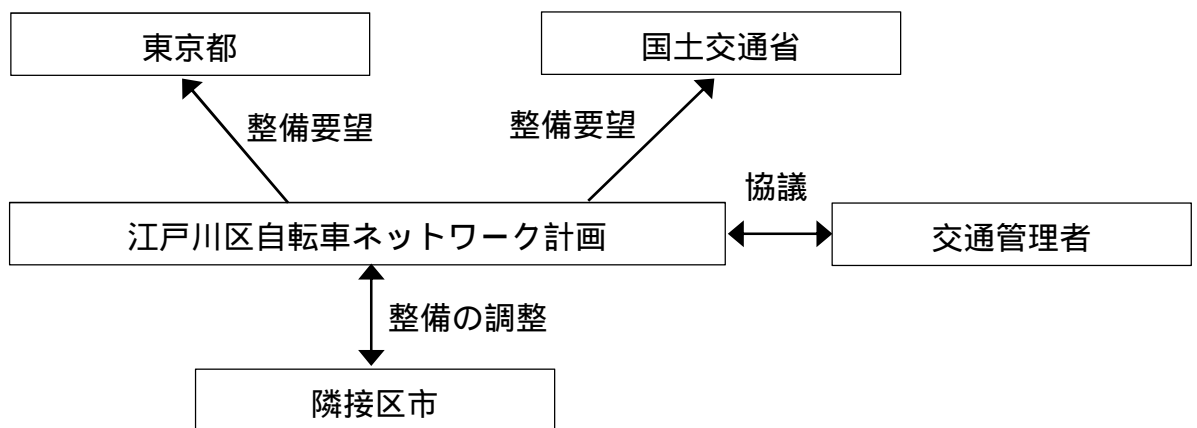 東京都
国土交通省
整備要望
整備要望
協議
江戸川区自転車ネットワーク計画
交通管理者
整備の調整
隣接区市